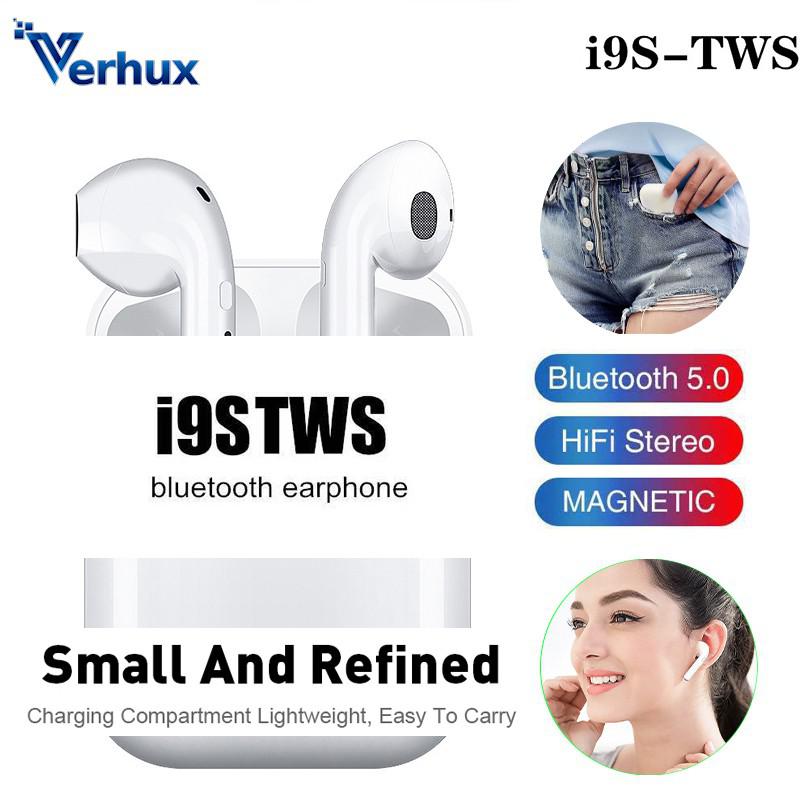 Verhux
i9S-TWS
i9STWS
bluetooth earphone
Bluetooth 5.0
HiFi Stereo
MAGNETIC
Small And Refined
Charging Compartment Lightweight, Easy To Carry